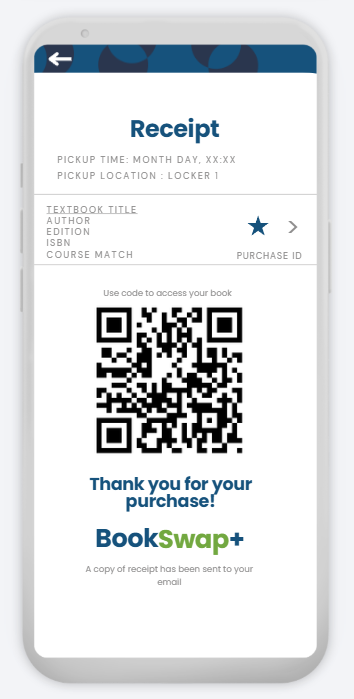 Receipt
PICKUP TIME: MONTH DAY, XX:XX
PICKUP LOCATION : LOCKER 1
TEXTBOOK TITLE
AUTHOR
EDITION
ISBN
COURSE MATCH
PURCHASE ID
Use code to access your book
Thank you for your
purchase!
BookSwap+
A copy of receipt has been sent to your
email